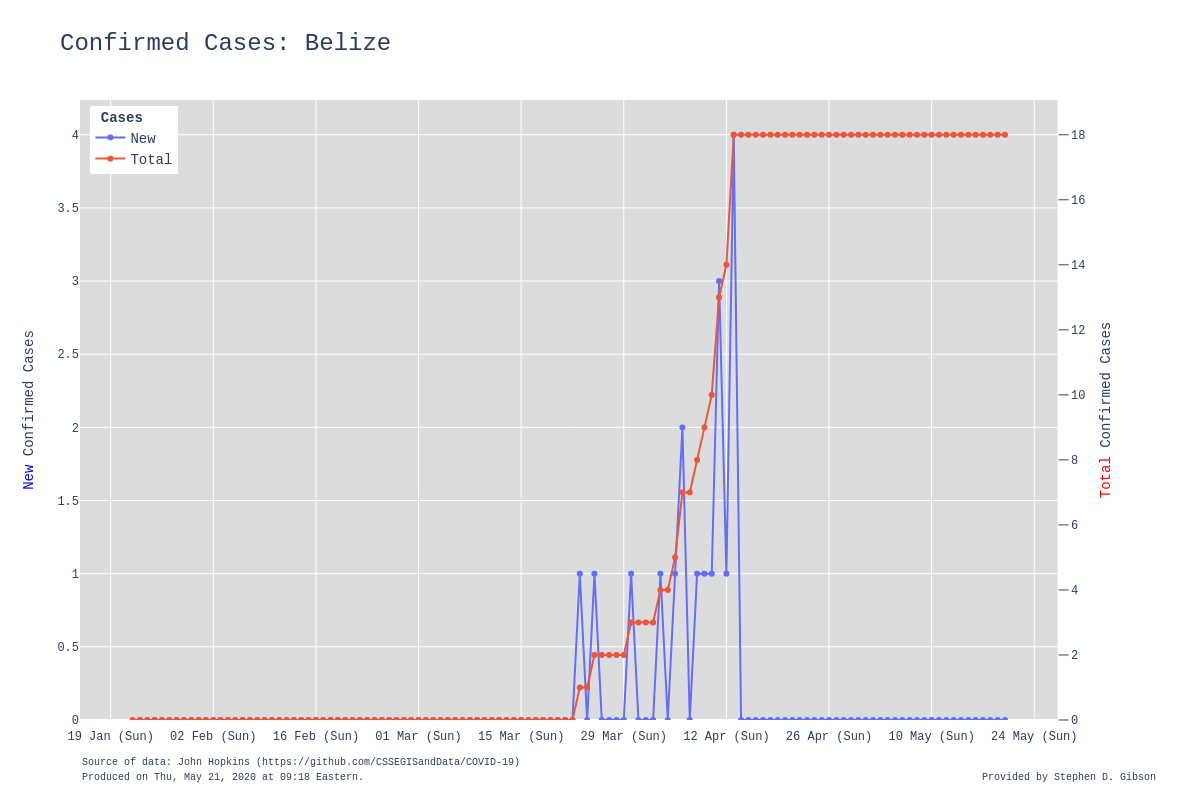 Confirmed Cases: Belize
Cases
New
Total
4
3.5
3
2.5
2
1.5
1
0.5
0
18
16
14
12
10
8
6
4
2
0
New Confirmed Cases
Total Confirmed Cases
19 Jan (Sun) 02 Feb (Sun) 16 Feb (Sun) 01 Mar (Sun) 15 Mar (Sun) 29 Mar (Sun) 12 Apr (Sun) 26 Apr (Sun) 10 May (Sun) 24 May (Sun)
Source of data: John Hopkins (https://github.com/CSSEGISandData/COVID-19)
Produced on Thu, May 21, 2020 at 09:18 Eastern.
Provided by Stephen D. Gibson